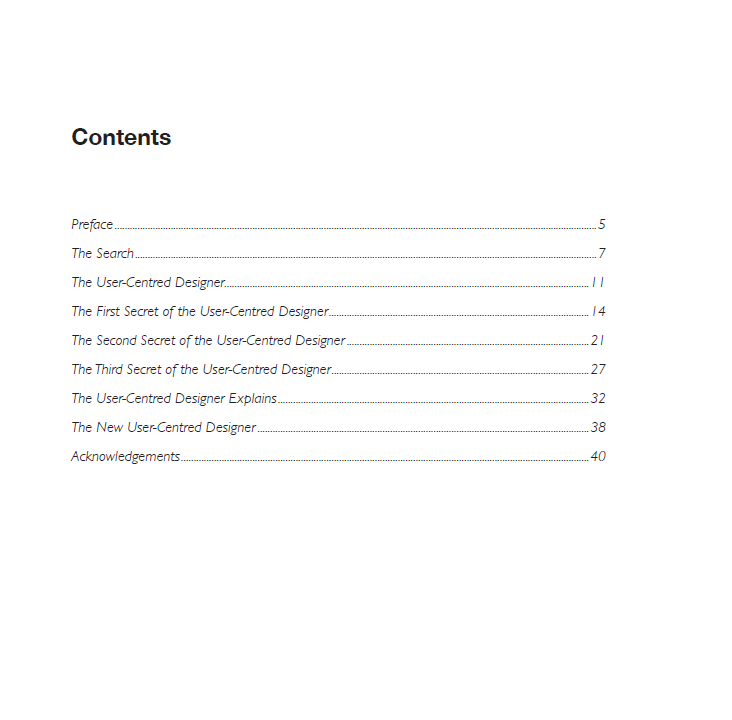 Contents
Preface 5
The Search 7
The User-Centred Designer 11
The First Secret of the User-Centred Designer 14
The Second Secret of the User-Centred Designer 21
The Third Secret of the User-Centred Designer 27
The User-Centred Designer Explains 32
The New User-Centred Designer 38
Acknowledgements 40